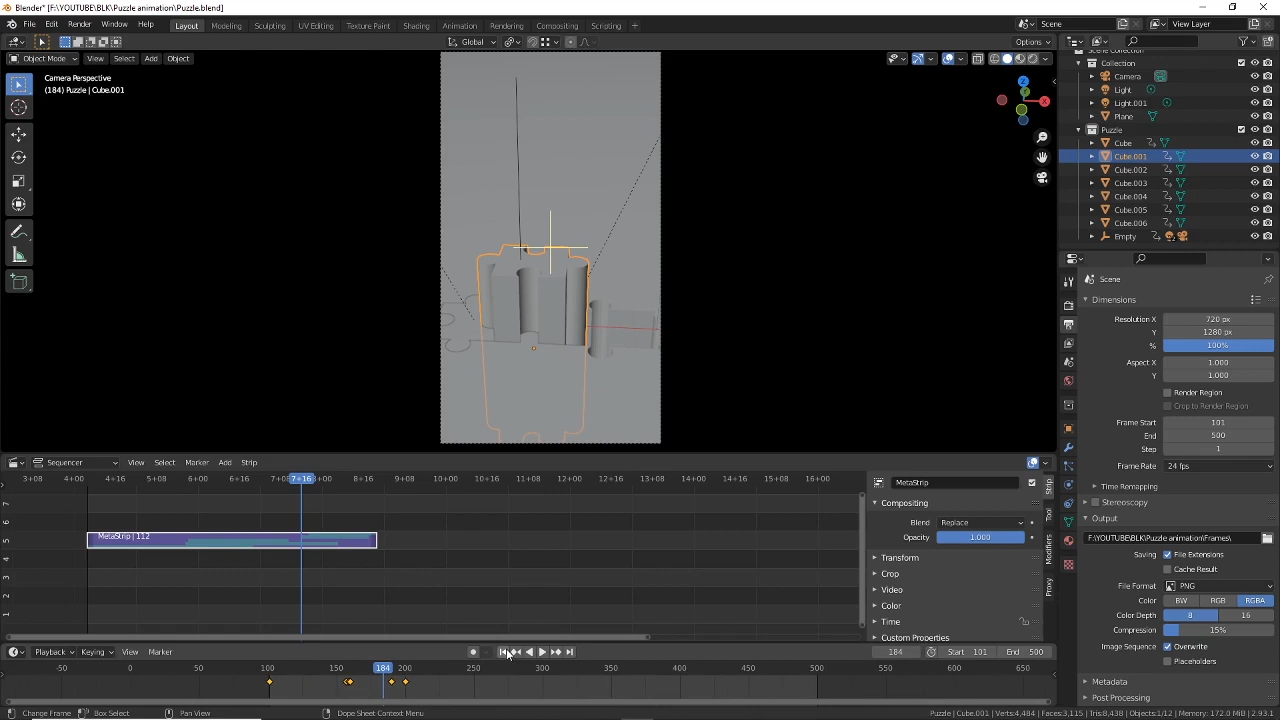 Blender* [F:\YOUTUBE\BLK\Puzzle animation\Puzzle.blend]
File Edit Render Window Help Layout Modeling Sculpting UV Editing Texture Paint Shading Animation Rendering Compositing Scripting + Scene View Layer
Global Options
Object Mode View Select Add Object
Camera Perspective
(184) Puzzle | Cube.001
Z
X
Collection
Camera
Light
Light.001
Plane
Puzzle
Cube
Cube.001
Cube.002
Cube.003
Cube.004
Cube.005
Cube.006
Empty
Scene
Dimensions
Resolution X 720 px
Y 1280 px
% 100%
Aspect X 1.000
Y 1.000
Render Region
Crop to Render Region
Frame Start 101
End 500
Step 1
Frame Rate 24 fps
Time Remapping
Stereoscopy
Output
F:\YOUTUBE\BLK\Puzzle animation\Frames\
Saving File Extensions
Cache Result
File Format PNG
Color BW RGB RGBA
Color Depth 8 16
Compression 15%
Image Sequence Overwrite
Placeholders
Metadata
Post Processing
Sequencer View Select Marker Add Strip
3+08 4+00 4+16 5+08 6+00 6+16 7+16 8+16 9+08 10+00 10+16 11+08 12+00 12+16 13+08 14+00 14+16 15+08 16+00
7
6
5
4
3
2
1
MetaStrip | 112
MetaStrip
Compositing
Blend Replace
Opacity 1.000
Transform
Crop
Video
Color
Time
Custom Properties
Strip
Tool
Modifiers
Proxy
Playback Keying View Marker 184 Start 101 End 500
-50 0 50 100 150 184 200 250 300 350 400 450 500 550 600 650
Change Frame Box Select Pan View Dope Sheet Context Menu Puzzle | Cube.001 | Verts:4,484 | Faces:3,115 | Tris:8,438 | Objects:1/12 | Memory: 172.0 MiB | 2.93.1